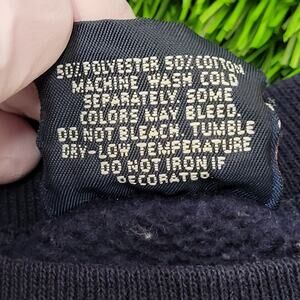 50%POLYESTER 50%COTTON
MACHINE WASH COLD
SEPARATELY. SOME
COLORS MAY BLEED.
DO NOT BLEACH. TUMBLE
DRY-LOW TEMPERATURE
DO NOT IRON IF
DECORATED